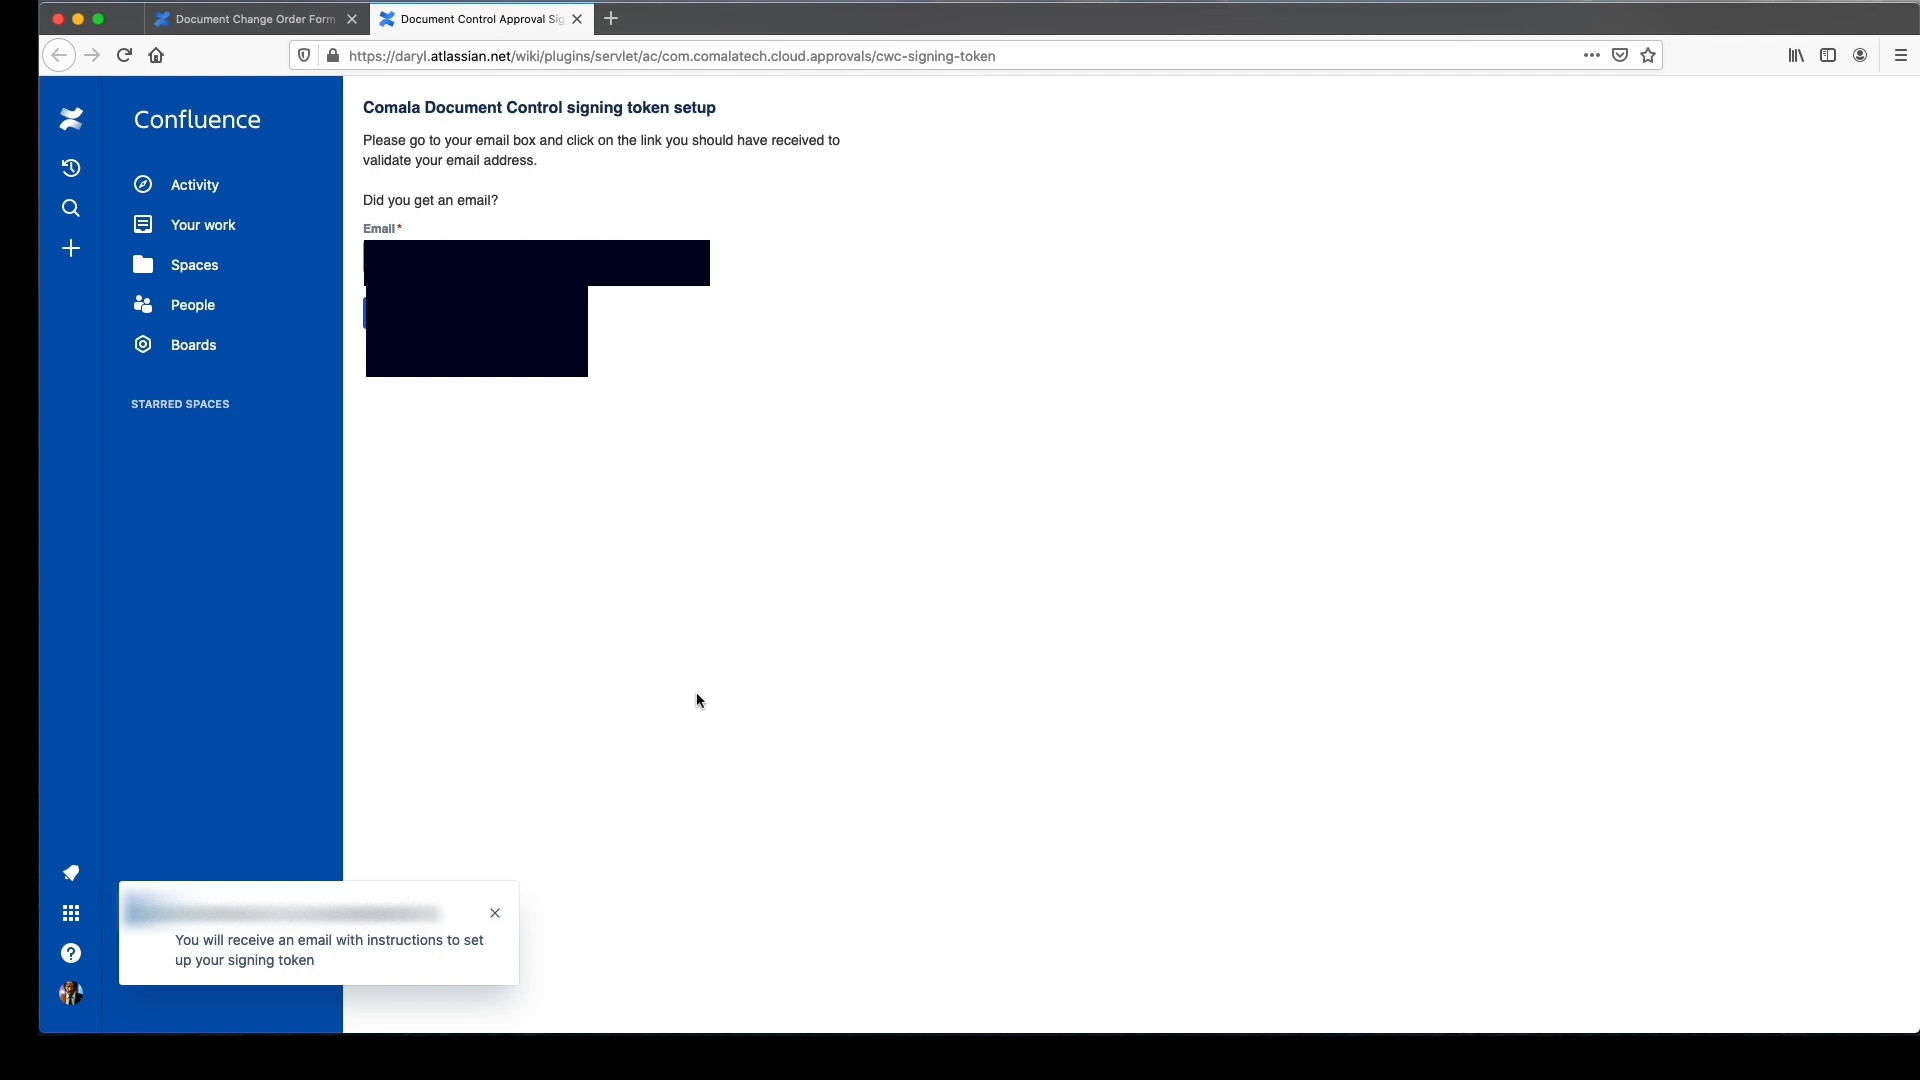 Document Change Order Form
Document Control Approval Sig
https://daryl.atlassian.net/wiki/plugins/servlet/ac/com.comalatech.cloud.approvals/cwc-signing-token
Confluence
Activity
Your work
Spaces
People
Boards
STARRED SPACES
Comala Document Control signing token setup
Please go to your email box and click on the link you should have received to
validate your email address.
Did you get an email?
Email*
You will receive an email with instructions to set
up your signing token